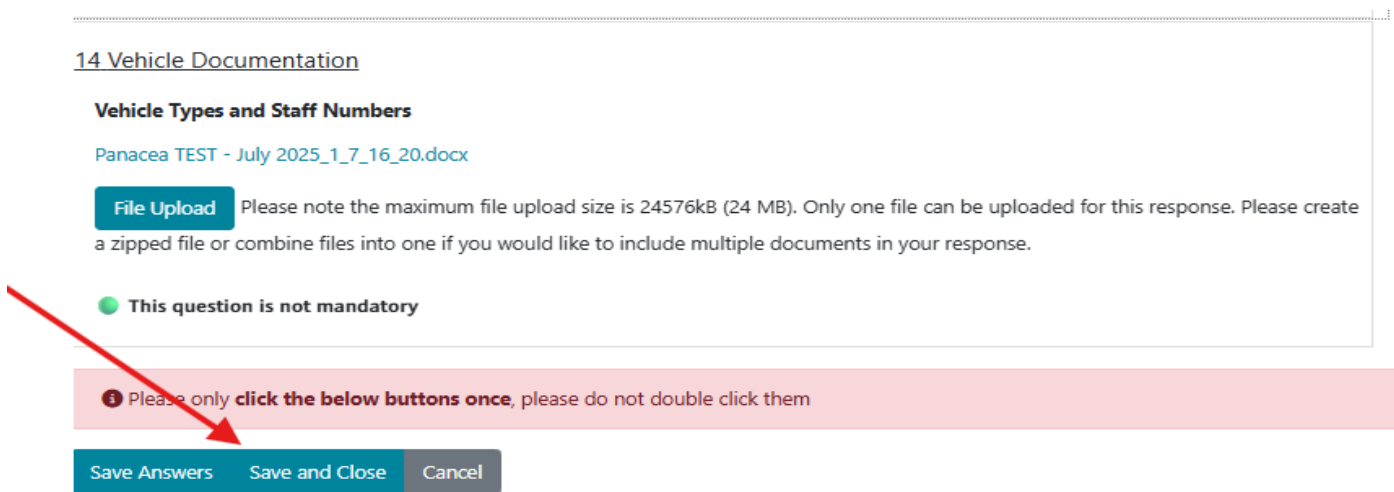 14 Vehicle Documentation
Vehicle Types and Staff Numbers
Panacea TEST - July 2025_1_7_16_20.docx
File Upload Please note the maximum file upload size is 24576kB (24 MB). Only one file can be uploaded for this response. Please create
a zipped file or combine files into one if you would like to include multiple documents in your response.
This question is not mandatory
Please only click the below buttons once, please do not double click them
Save Answers Save and Close Cancel